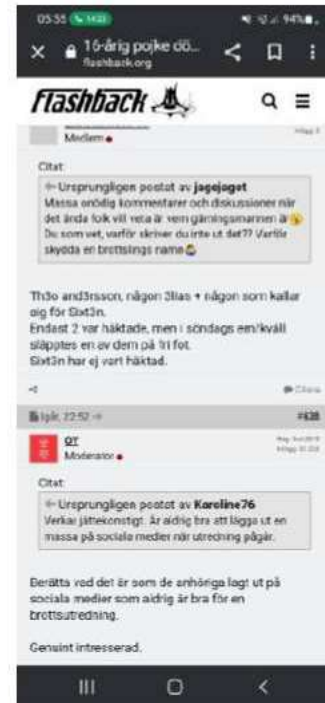 05:55
94%
16-årig pojke dö...
flashback.org
flashback
Medlem
Citat:
Ursprungligen postat av jagejaget
Massa onödig kommentarer och diskussioner när
det ända folk vill veta är vem gärningsmannen är
Du som vet, varför skriver du inte ut det?? Varför
skydda en brottslings name
Th3o and3rsson, någon 3lias + någon som kallar
sig för Sixt3n.
Endast 2 var häktade, men i söndags em/kväll
släpptes en av dem på fri fot.
Sixt3n har ej vart häktad.
Citera
Igår, 22:52
#628
QT
Moderator
Citat:
Ursprungligen postat av Karoline76
Verkar jättekonstigt. Är aldrig bra att lägga ut en
massa på sociala medier när utredning pågår.
Berätta vad det är som de anhöriga lagt ut på
sociala medier som aldrig är bra för en
brottsutredning.
Genuint intresserad.